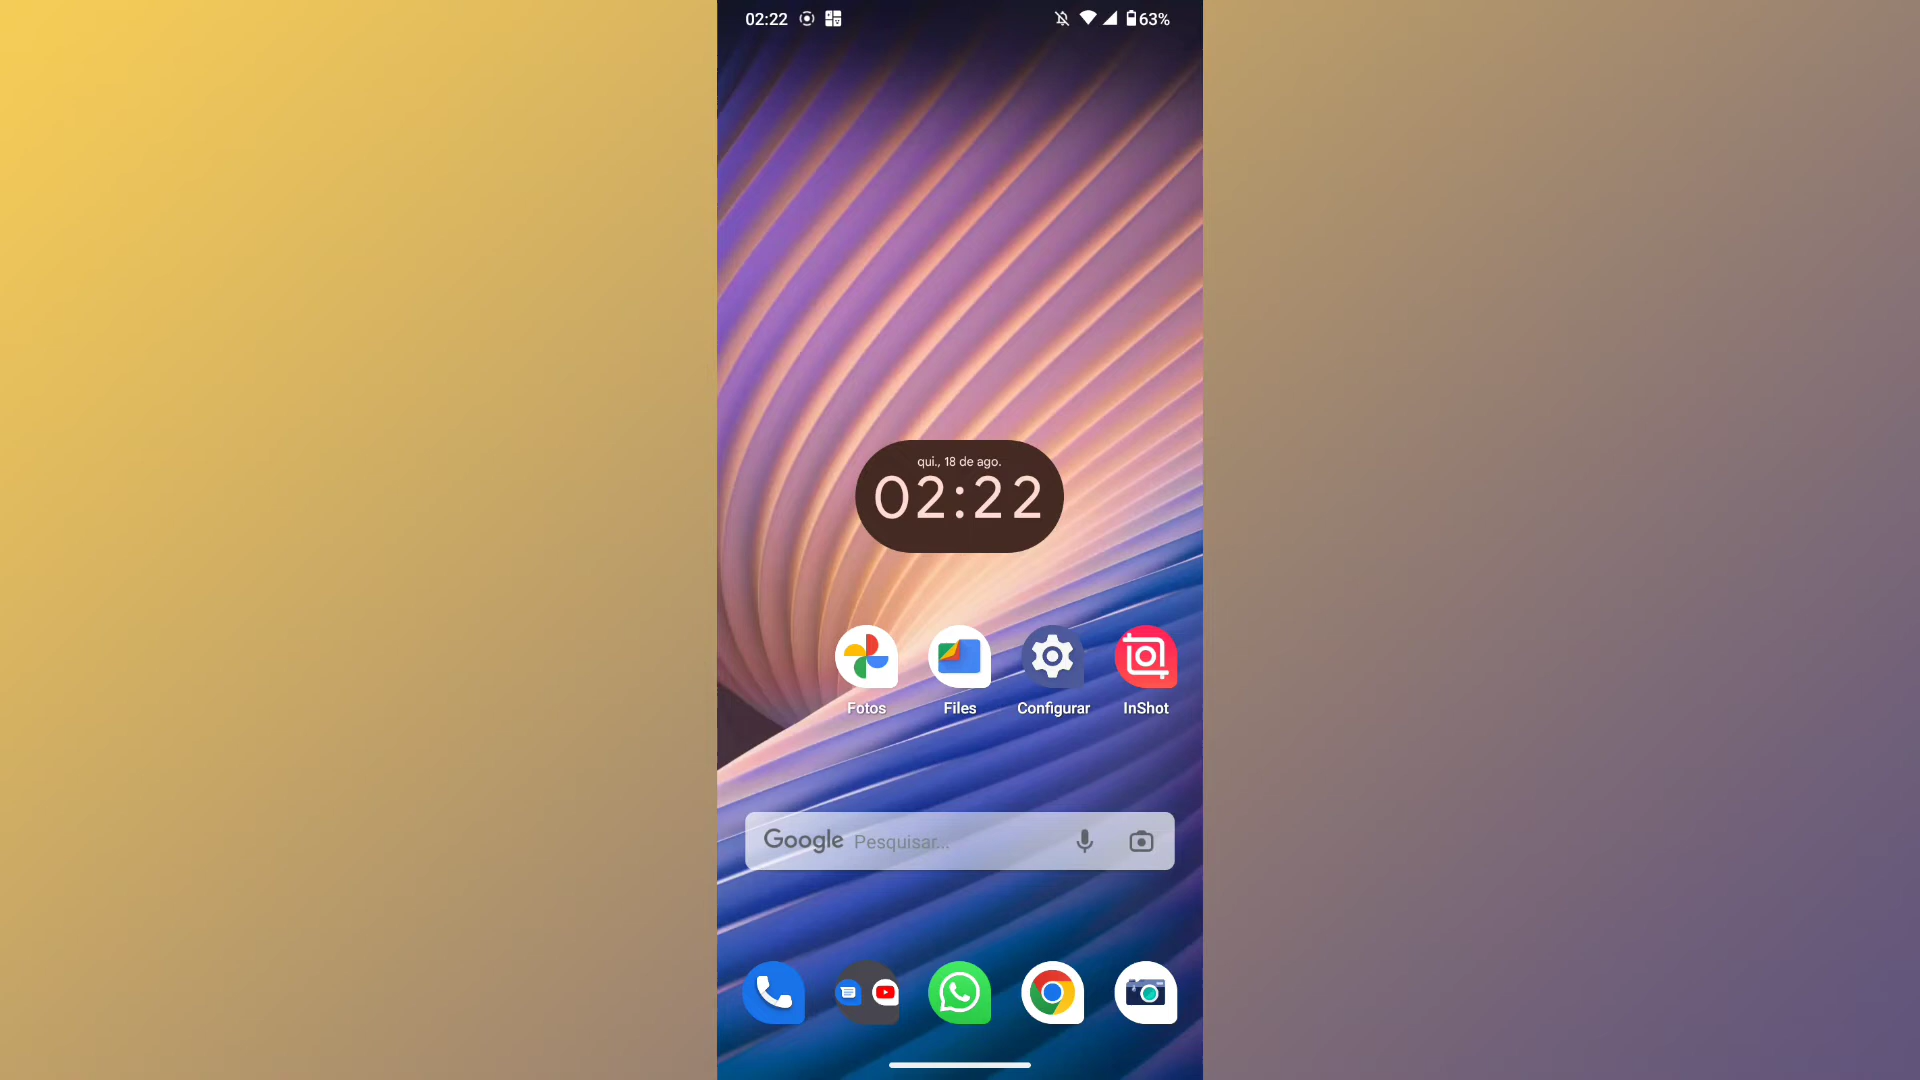 02:22 63%
qui., 18 de ago.
02:22
Fotos Files Configurar InShot
Google Pesquisar...